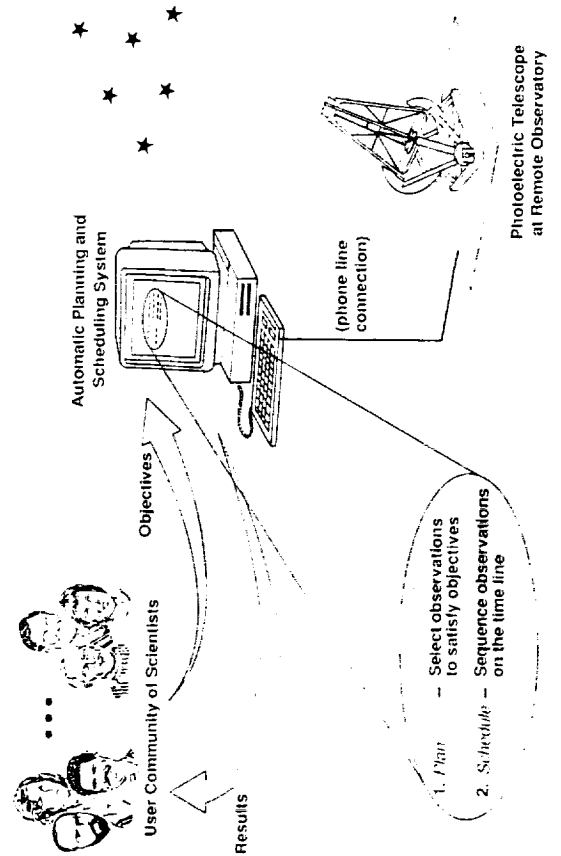 User Community of Scientists
Objectives
Results
Automatic Planning and
Scheduling System
(phone line
connection)
Photoelectric Telescope
at Remote Observatory
1. Plan – Select observations
to satisfy objectives
2. Schedule – Sequence observations
on the time line